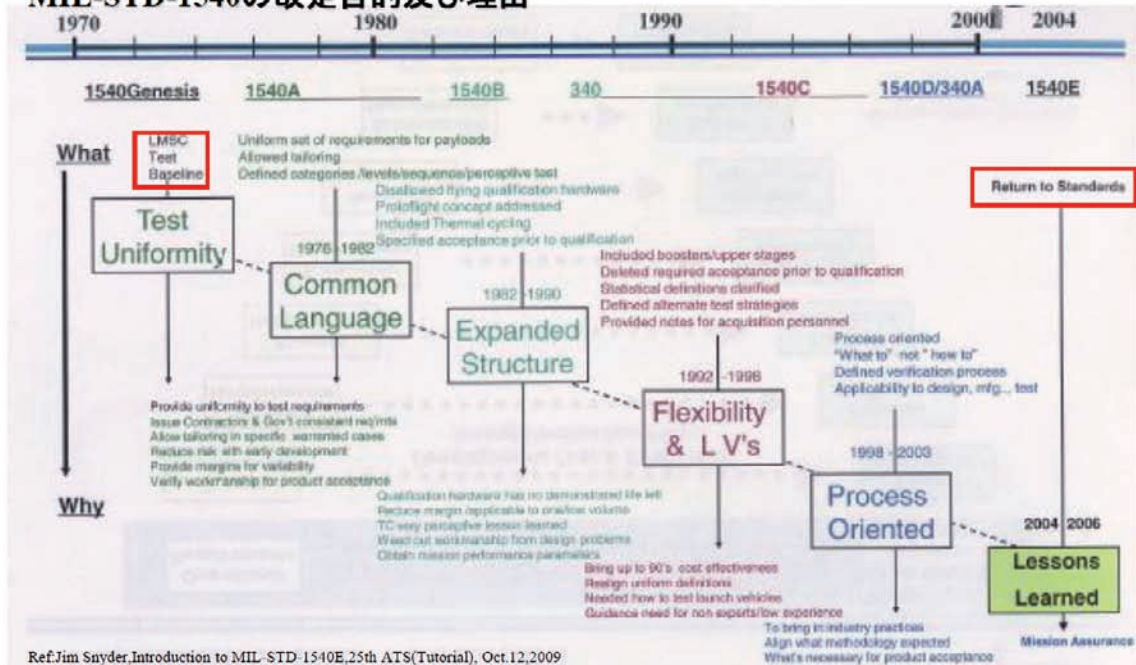 MIL-STD-1540の改定目的及び理由
1970 1980 1990 2000 2004
1540Genesis 1540A 1540B 340 1540C 1540D/340A 1540E
What
LMSC
Test
Baseline
Uniform set of requirements for payloads
Allowed tailoring
Defined categories /levels/sequence/perceptive test
Disallowed flying qualification hardware
Protoflight concept addressed
Included Thermal cycling
Specified acceptance prior to qualification
Return to Standards
Test
Uniformity
1976 1982
Common
Language
1982 1990
Expanded
Structure
Included boosters/upper stages
Deleted required acceptance prior to qualification
Statistical definitions clarified
Defined alternate test strategies
Provided notes for acquisition personnel
Process oriented
"What to" not " how to"
Defined verification process
Applicability to design, mfg.., test
1992 -1998
Flexibility
& L V's
1998 - 2003
Process
Oriented
Provide uniformity to test requirements
Issue Contractors & Gov't consistent req'mts
Allow tailoring in specific warranted cases
Reduce risk with early development
Provide margins for variability
Verify workmanship for product acceptance
Why
Qualification hardware has no demonstrated life left
Reduce margin applicable to one/low volume
TC very perceptive lesson learned
Weed out workmanship from design problems
Obtain mission performance parameters
2004 2006
Lessons
Learned
Bring up to 90's cost effectiveness
Realign uniform definitions
Needed how to test launch vehicles
Guidance need for non experts/low experience
To bring in industry practices
Align what methodology expected
What's necessary for product acceptance
Mission Assurance
Ref:Jim Snyder,Introduction to MIL-STD-1540E,25th ATS(Tutorial), Oct.12,2009